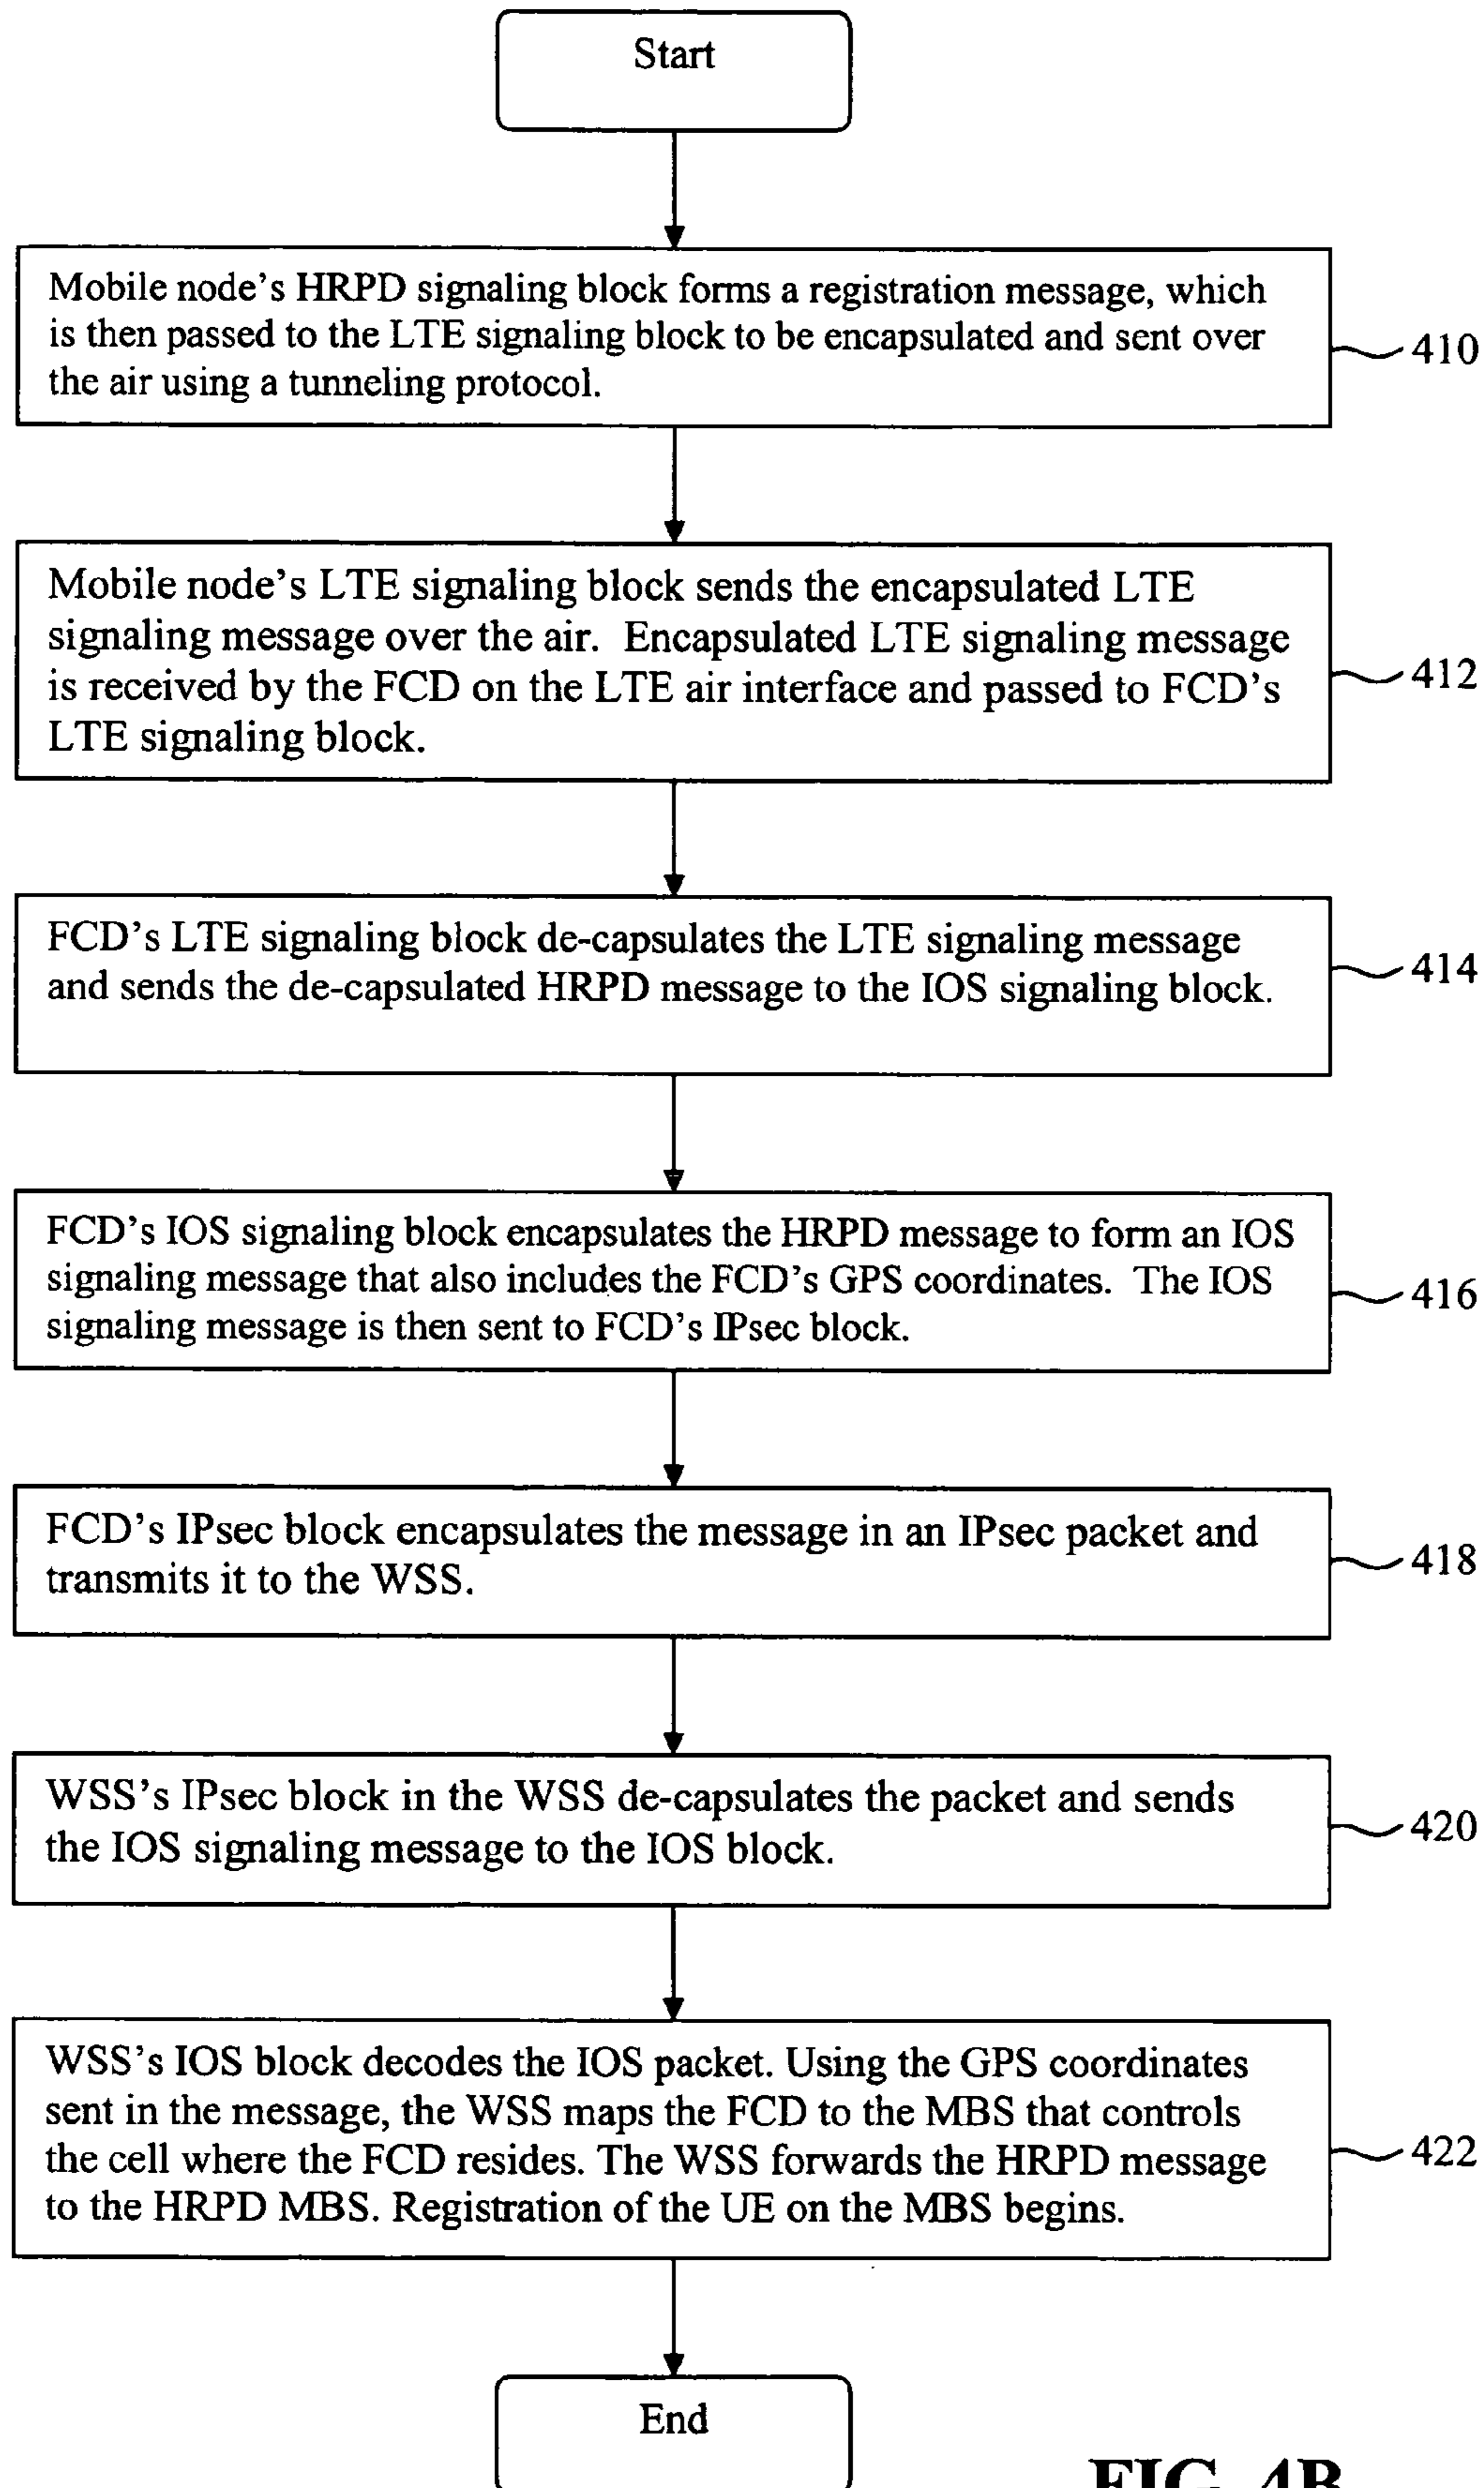 Start
Mobile node's HRPD signaling block forms a registration message, which
is then passed to the LTE signaling block to be encapsulated and sent over
the air using a tunneling protocol.
410
Mobile node's LTE signaling block sends the encapsulated LTE
signaling message over the air. Encapsulated LTE signaling message
is received by the FCD on the LTE air interface and passed to FCD's
LTE signaling block.
412
FCD's LTE signaling block de-capsulates the LTE signaling message
and sends the de-capsulated HRPD message to the IOS signaling block.
414
FCD's IOS signaling block encapsulates the HRPD message to form an IOS
signaling message that also includes the FCD's GPS coordinates. The IOS
signaling message is then sent to FCD's IPsec block.
416
FCD's IPsec block encapsulates the message in an IPsec packet and
transmits it to the WSS.
418
WSS's IPsec block in the WSS de-capsulates the packet and sends
the IOS signaling message to the IOS block.
420
WSS's IOS block decodes the IOS packet. Using the GPS coordinates
sent in the message, the WSS maps the FCD to the MBS that controls
the cell where the FCD resides. The WSS forwards the HRPD message
to the HRPD MBS. Registration of the UE on the MBS begins.
422
End
FIG. 4B